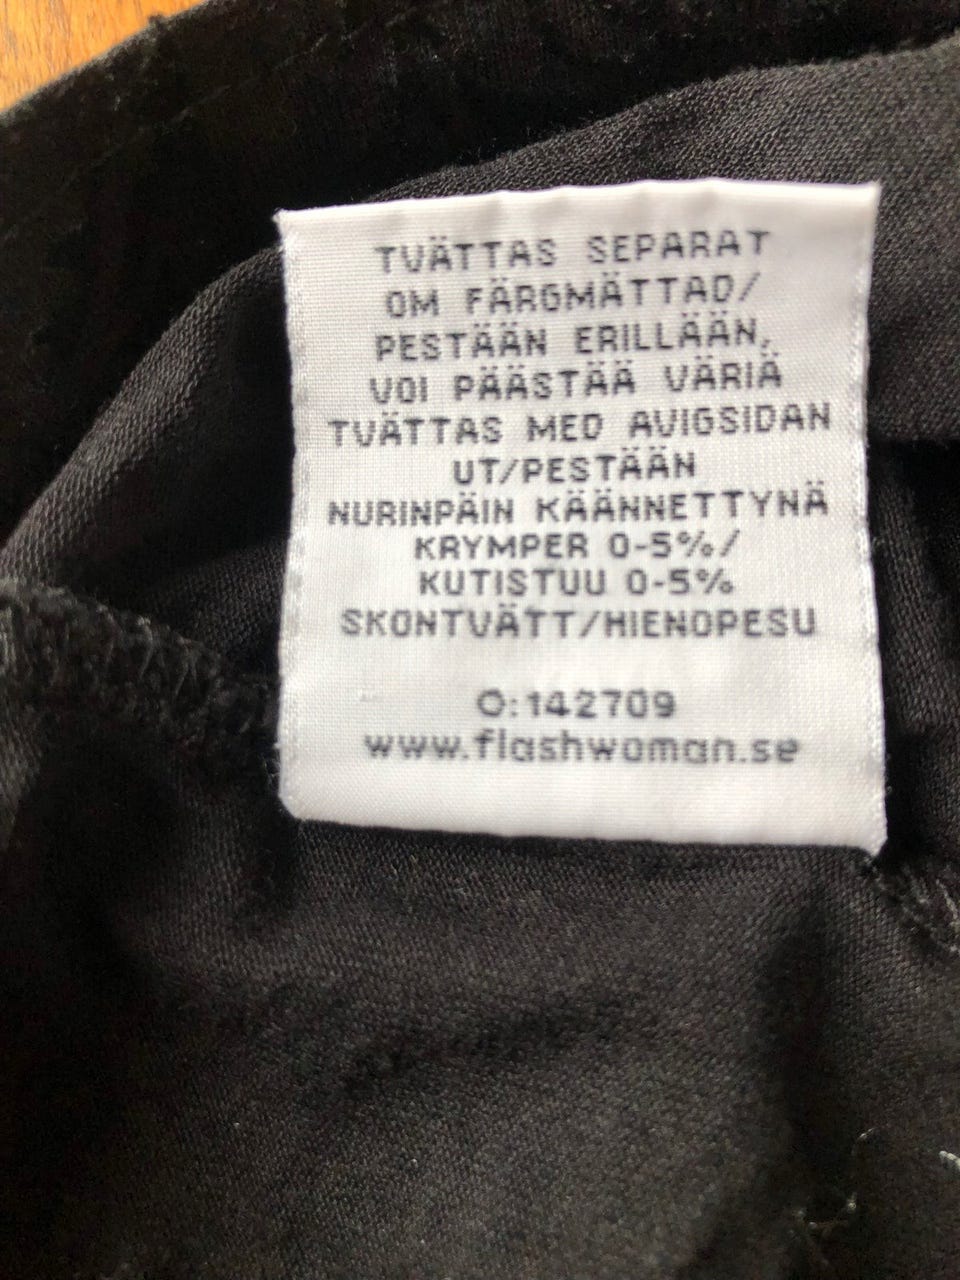 TVÄTTAS SEPARAT
OM FÄRGMÄTTAD/
PESTÄÄN ERILLÄÄN,
VOI PÄÄSTÄÄ VÄRIÄ
TVÄTTAS MED AVIGSIDAN
UT/PESTÄÄN
NURINPÄIN KÄÄNNETTYNÄ
KRYMPER 0-5%/
KUTISTUU 0-5%
SKONTVÄTT/HIENOPESU
O:142709
www.flashwoman.se